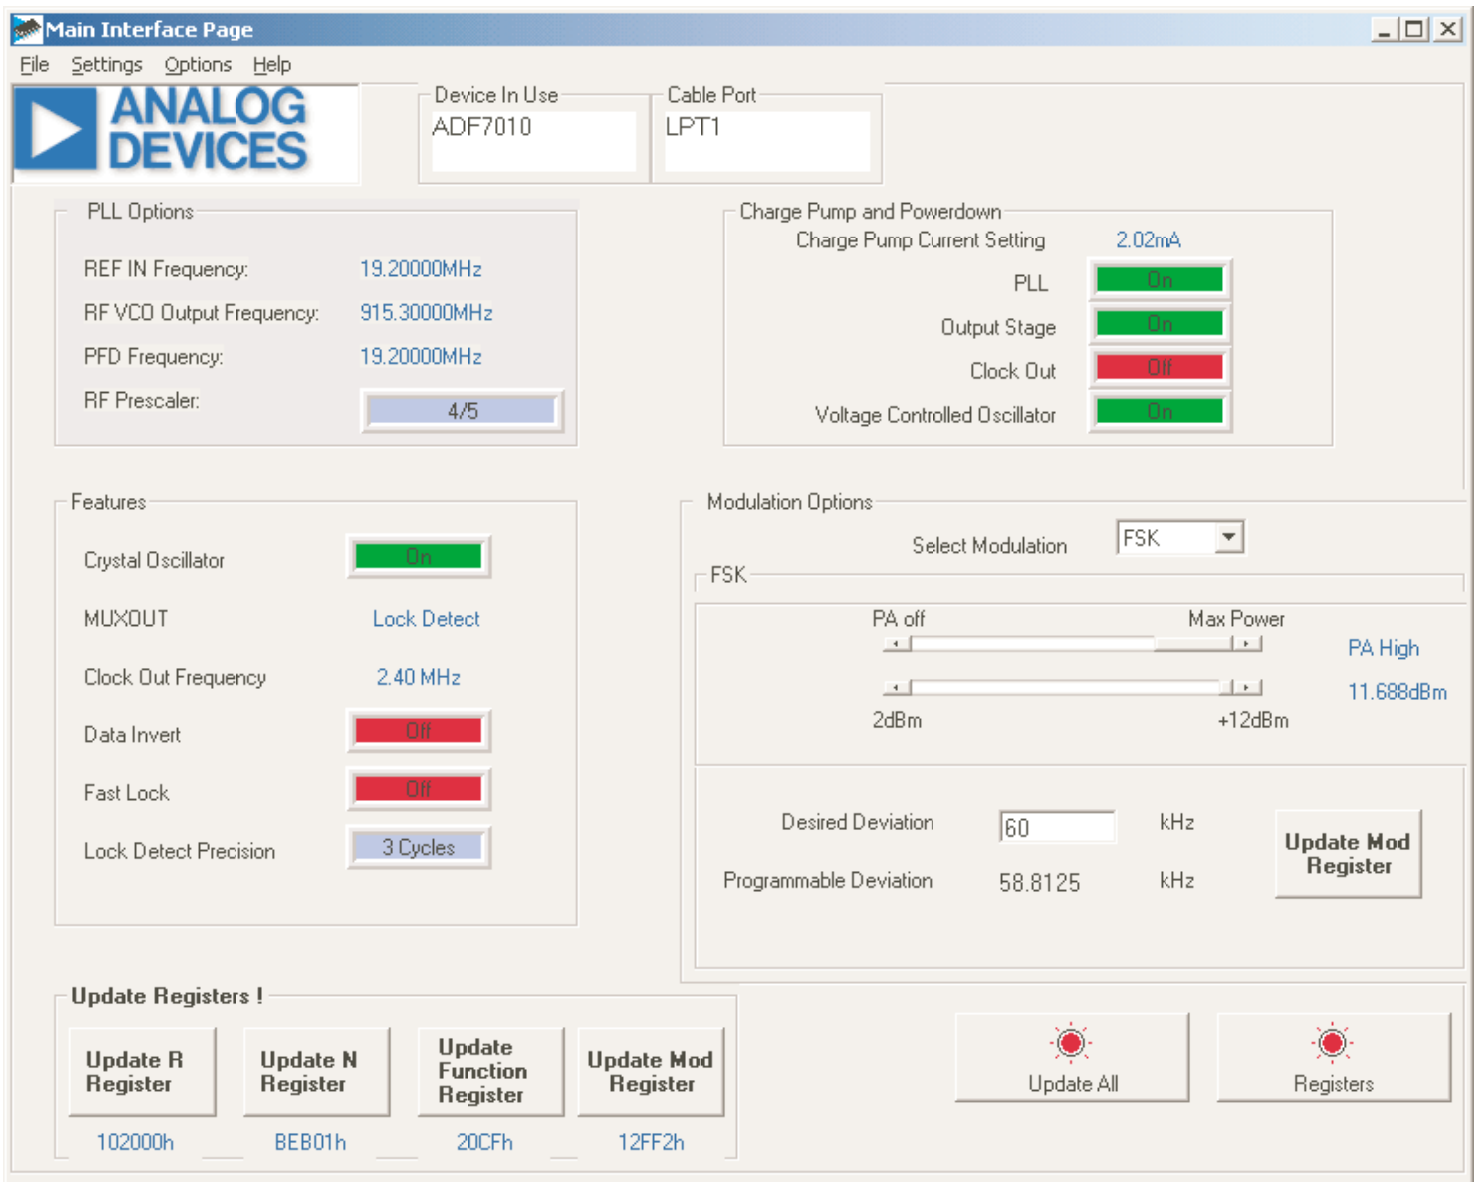 Main Interface Page
File Settings Options Help
ANALOG
DEVICES
Device In Use
ADF7010
Cable Port
LPT1
PLL Options
REF IN Frequency: 19.20000MHz
RF VCO Output Frequency: 915.30000MHz
PFD Frequency: 19.20000MHz
RF Prescaler: 4/5
Charge Pump and Powerdown
Charge Pump Current Setting 2.02mA
PLL On
Output Stage On
Clock Out Off
Voltage Controlled Oscillator On
Features
Crystal Oscillator On
MUXOUT Lock Detect
Clock Out Frequency 2.40 MHz
Data Invert Off
Fast Lock Off
Lock Detect Precision 3 Cycles
Modulation Options
Select Modulation FSK
FSK
PA off Max Power
PA High
11.688dBm
2dBm +12dBm
Desired Deviation 60 kHz
Programmable Deviation 58.8125 kHz
Update Mod
Register
Update Registers !
Update R
Register
102000h
Update N
Register
BEB01h
Update
Function
Register
20CFh
Update Mod
Register
12FF2h
Update All
Registers